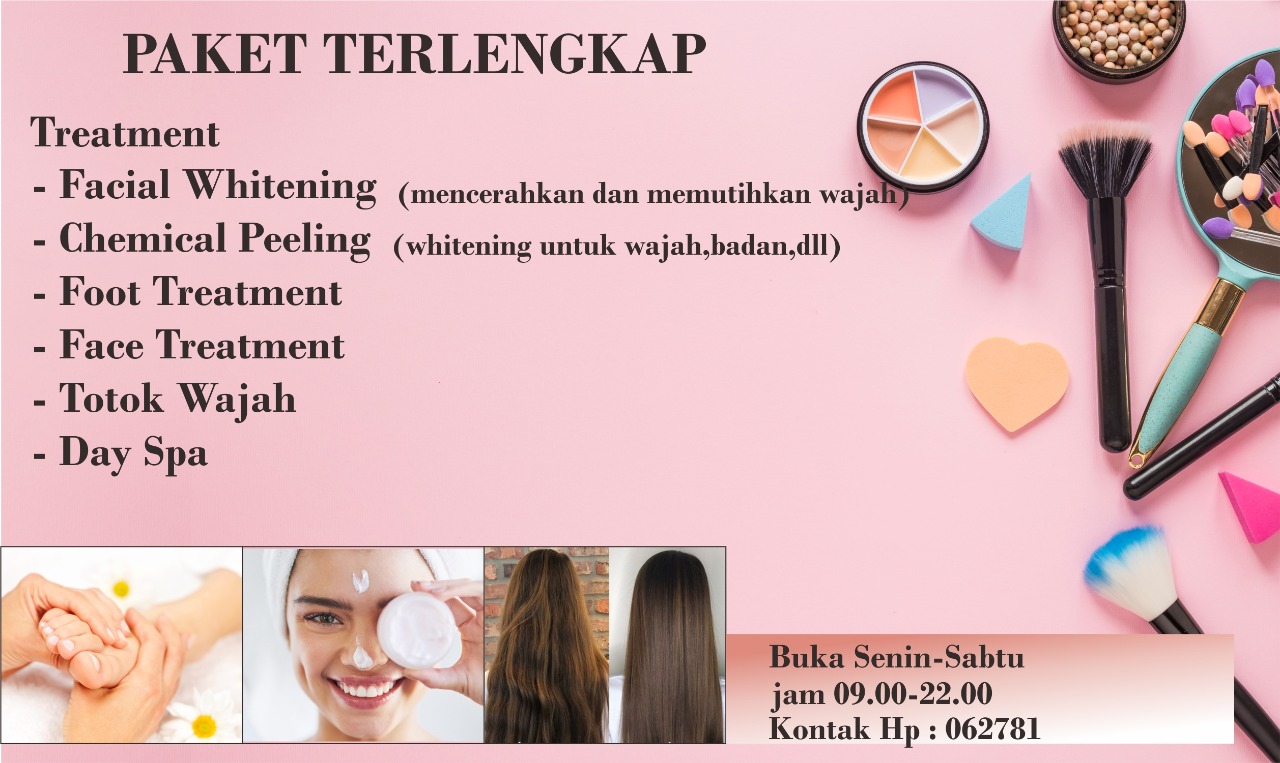 PAKET TERLENGKAP
Treatment
- Facial Whitening (mencerahkan dan memutihkan wajah)
- Chemical Peeling (whitening untuk wajah,badan,dll)
- Foot Treatment
- Face Treatment
- Totok Wajah
- Day Spa
Buka Senin-Sabtu
jam 09.00-22.00
Kontak Hp : 062781